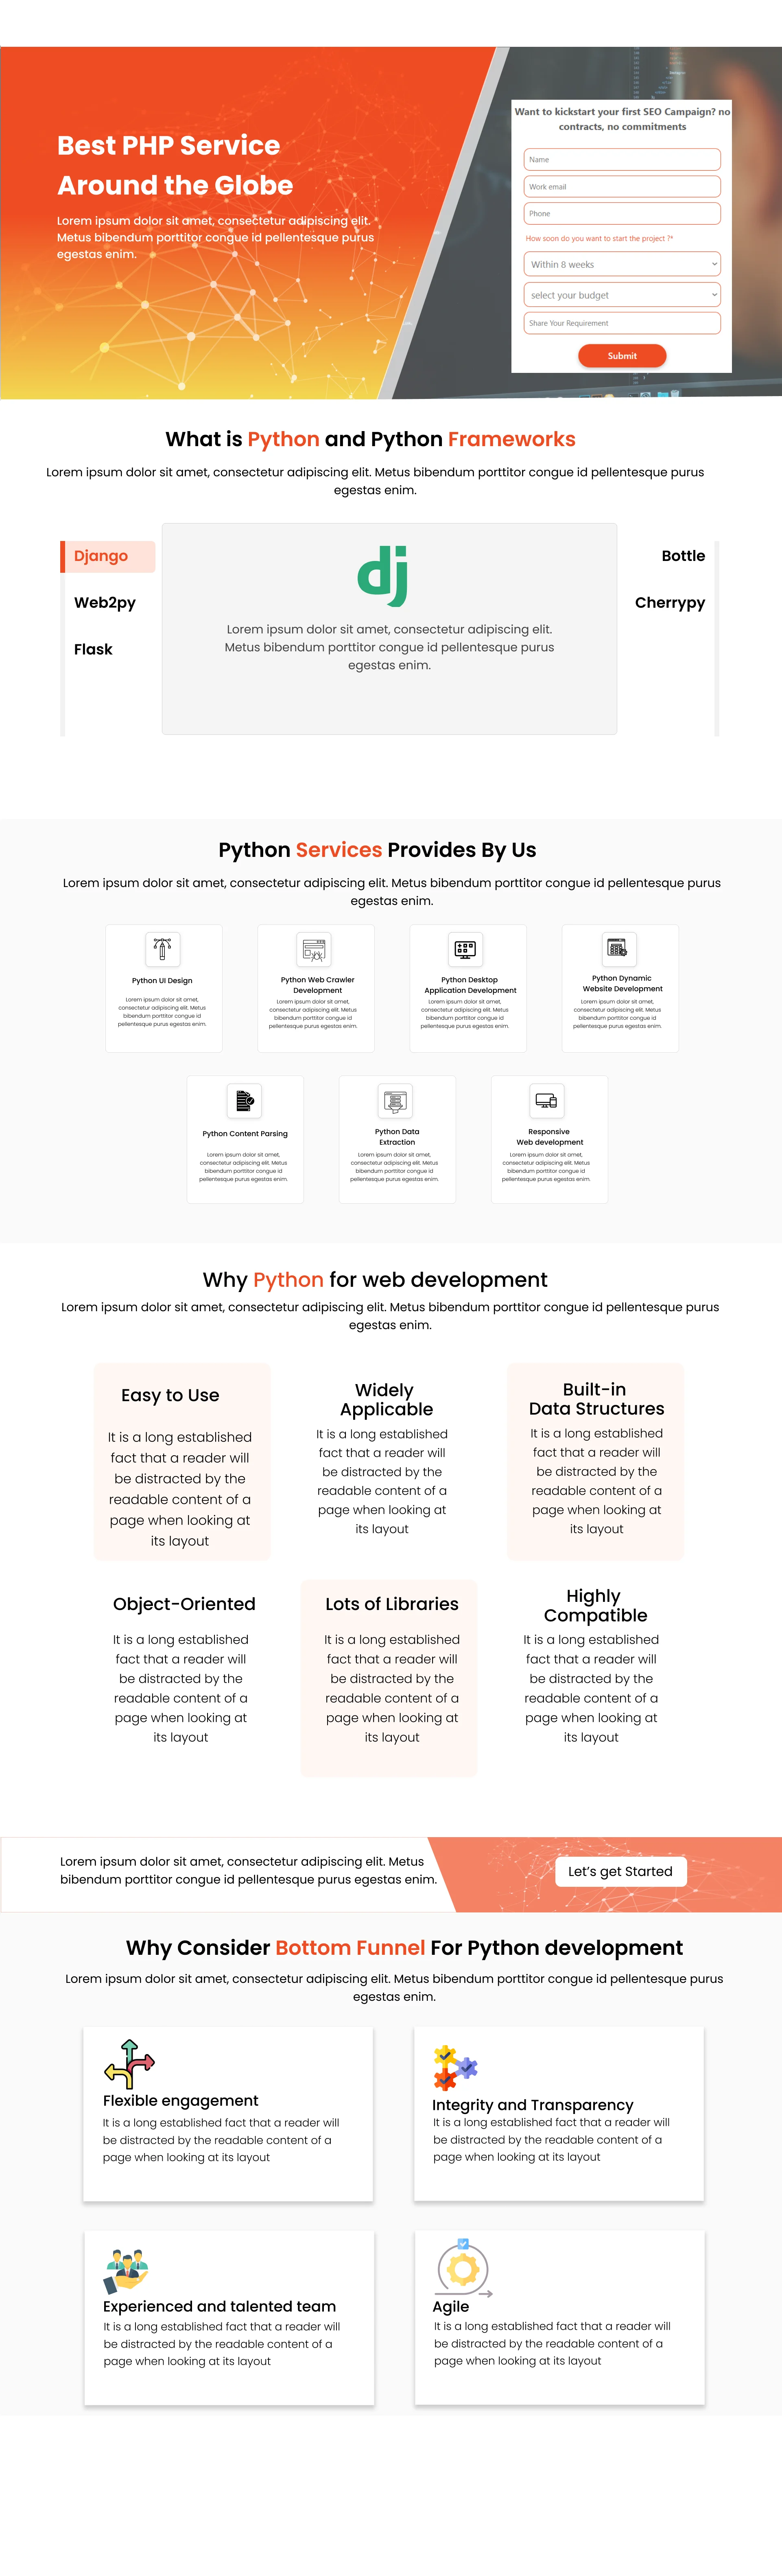 Best PHP Service
Around the Globe
Lorem ipsum dolor sit amet, consectetur adipiscing elit.
Metus bibendum porttitor congue id pellentesque purus
egestas enim.
Want to kickstart your first SEO Campaign? no
contracts, no commitments
Name
Work email
Phone
How soon do you want to start the project ?*
Within 8 weeks
select your budget
Share Your Requirement
Submit
What is Python and Python Frameworks
Lorem ipsum dolor sit amet, consectetur adipiscing elit. Metus bibendum porttitor congue id pellentesque purus
egestas enim.
Django
Web2py
Flask
dj
Lorem ipsum dolor sit amet, consectetur adipiscing elit.
Metus bibendum porttitor congue id pellentesque purus
egestas enim.
Bottle
Cherrypy
Python Services Provides By Us
Lorem ipsum dolor sit amet, consectetur adipiscing elit. Metus bibendum porttitor congue id pellentesque purus
egestas enim.
Python UI Design
Lorem ipsum dolor sit amet,
consectetur adipiscing elit. Metus
bibendum porttitor congue id
pellentesque purus egestas enim.
Python Web Crawler
Development
Lorem ipsum dolor sit amet,
consectetur adipiscing elit. Metus
bibendum porttitor congue id
pellentesque purus egestas enim.
Python Desktop
Application Development
Lorem ipsum dolor sit amet,
consectetur adipiscing elit. Metus
bibendum porttitor congue id
pellentesque purus egestas enim.
Python Dynamic
Website Development
Lorem ipsum dolor sit amet,
consectetur adipiscing elit. Metus
bibendum porttitor congue id
pellentesque purus egestas enim.
Python Content Parsing
Lorem ipsum dolor sit amet,
consectetur adipiscing elit. Metus
bibendum porttitor congue id
pellentesque purus egestas enim.
Python Data
Extraction
Lorem ipsum dolor sit amet,
consectetur adipiscing elit. Metus
bibendum porttitor congue id
pellentesque purus egestas enim.
Responsive
Web development
Lorem ipsum dolor sit amet,
consectetur adipiscing elit. Metus
bibendum porttitor congue id
pellentesque purus egestas enim.
Why Python for web development
Lorem ipsum dolor sit amet, consectetur adipiscing elit. Metus bibendum porttitor congue id pellentesque purus
egestas enim.
Easy to Use
It is a long established
fact that a reader will
be distracted by the
readable content of a
page when looking at
its layout
Widely
Applicable
It is a long established
fact that a reader will
be distracted by the
readable content of a
page when looking at
its layout
Built-in
Data Structures
It is a long established
fact that a reader will
be distracted by the
readable content of a
page when looking at
its layout
Object-Oriented
It is a long established
fact that a reader will
be distracted by the
readable content of a
page when looking at
its layout
Lots of Libraries
It is a long established
fact that a reader will
be distracted by the
readable content of a
page when looking at
its layout
Highly
Compatible
It is a long established
fact that a reader will
be distracted by the
readable content of a
page when looking at
its layout
Lorem ipsum dolor sit amet, consectetur adipiscing elit. Metus
bibendum porttitor congue id pellentesque purus egestas enim.
Let's get Started
Why Consider Bottom Funnel For Python development
Lorem ipsum dolor sit amet, consectetur adipiscing elit. Metus bibendum porttitor congue id pellentesque purus
egestas enim.
Flexible engagement
It is a long established fact that a reader will
be distracted by the readable content of a
page when looking at its layout
Integrity and Transparency
It is a long established fact that a reader will
be distracted by the readable content of a
page when looking at its layout
Experienced and talented team
It is a long established fact that a reader will
be distracted by the readable content of a
page when looking at its layout
Agile
It is a long established fact that a reader will
be distracted by the readable content of a
page when looking at its layout